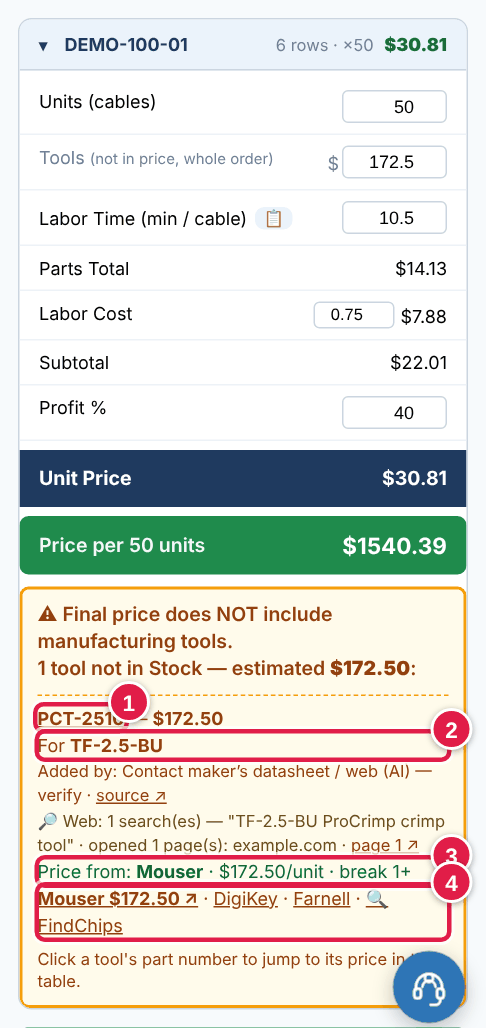 ▼ DEMO-100-01 6 rows · ×50 $30.81
Units (cables) 50
Tools (not in price, whole order) $ 172.5
Labor Time (min / cable) 📋 10.5
Parts Total $14.13
Labor Cost 0.75 $7.88
Subtotal $22.01
Profit % 40
Unit Price $30.81
Price per 50 units $1540.39
⚠ Final price does NOT include
manufacturing tools.
1 tool not in Stock — estimated $172.50:
1
$172.50
For TF-2.5-BU 2
Added by: Contact maker’s datasheet / web (AI) —
verify · source ↗
🔎 Web: 1 search(es) — "TF-2.5-BU ProCrimp crimp
tool" · opened 1 page(s): example.com · page 1 ↗
3
Price from: Mouser · $172.50/unit · break 1+
4
Mouser $172.50 ↗ · DigiKey · Farnell · 🔍
FindChips
Click a tool's part number to jump to its price in
table.